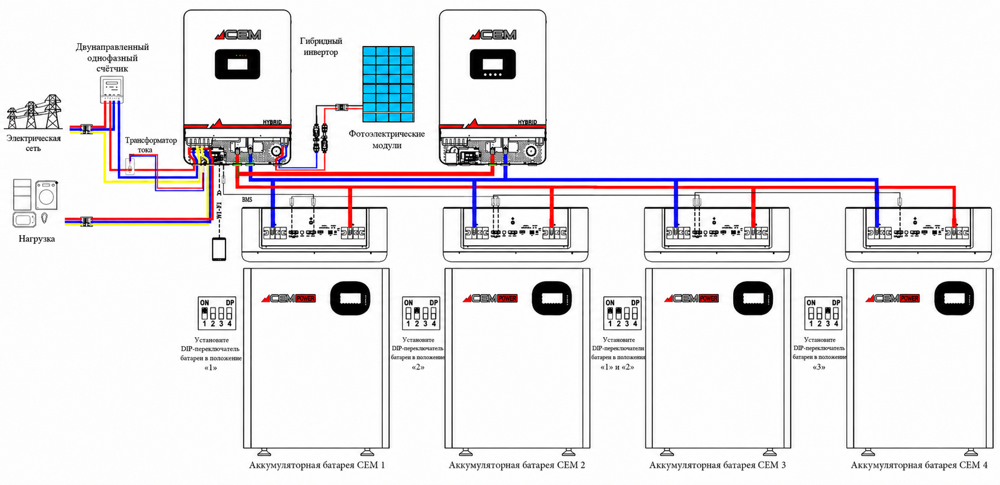 CEM
HYBRID
Гибридный
инвертор
CEM
HYBRID
Двунаправленный
однофазный
счётчик
Электрическая
сеть
Трансформатор
тока
Фотоэлектрические
модули
Нагрузка
BMS
WI-FI
CEM POWER
CEM POWER
CEM POWER
CEM POWER
ON DP
1 2 3 4
Установите
DIP-переключатель
батареи в положение
«1»
ON DP
1 2 3 4
Установите
DIP-переключатель
батареи в положение
«2»
ON DP
1 2 3 4
Установите
DIP-переключатели
батареи в положения
«1» и «2»
ON DP
1 2 3 4
Установите
DIP-переключатель
батареи в положение
«3»
Аккумуляторная батарея CEM 1
Аккумуляторная батарея CEM 2
Аккумуляторная батарея CEM 3
Аккумуляторная батарея CEM 4